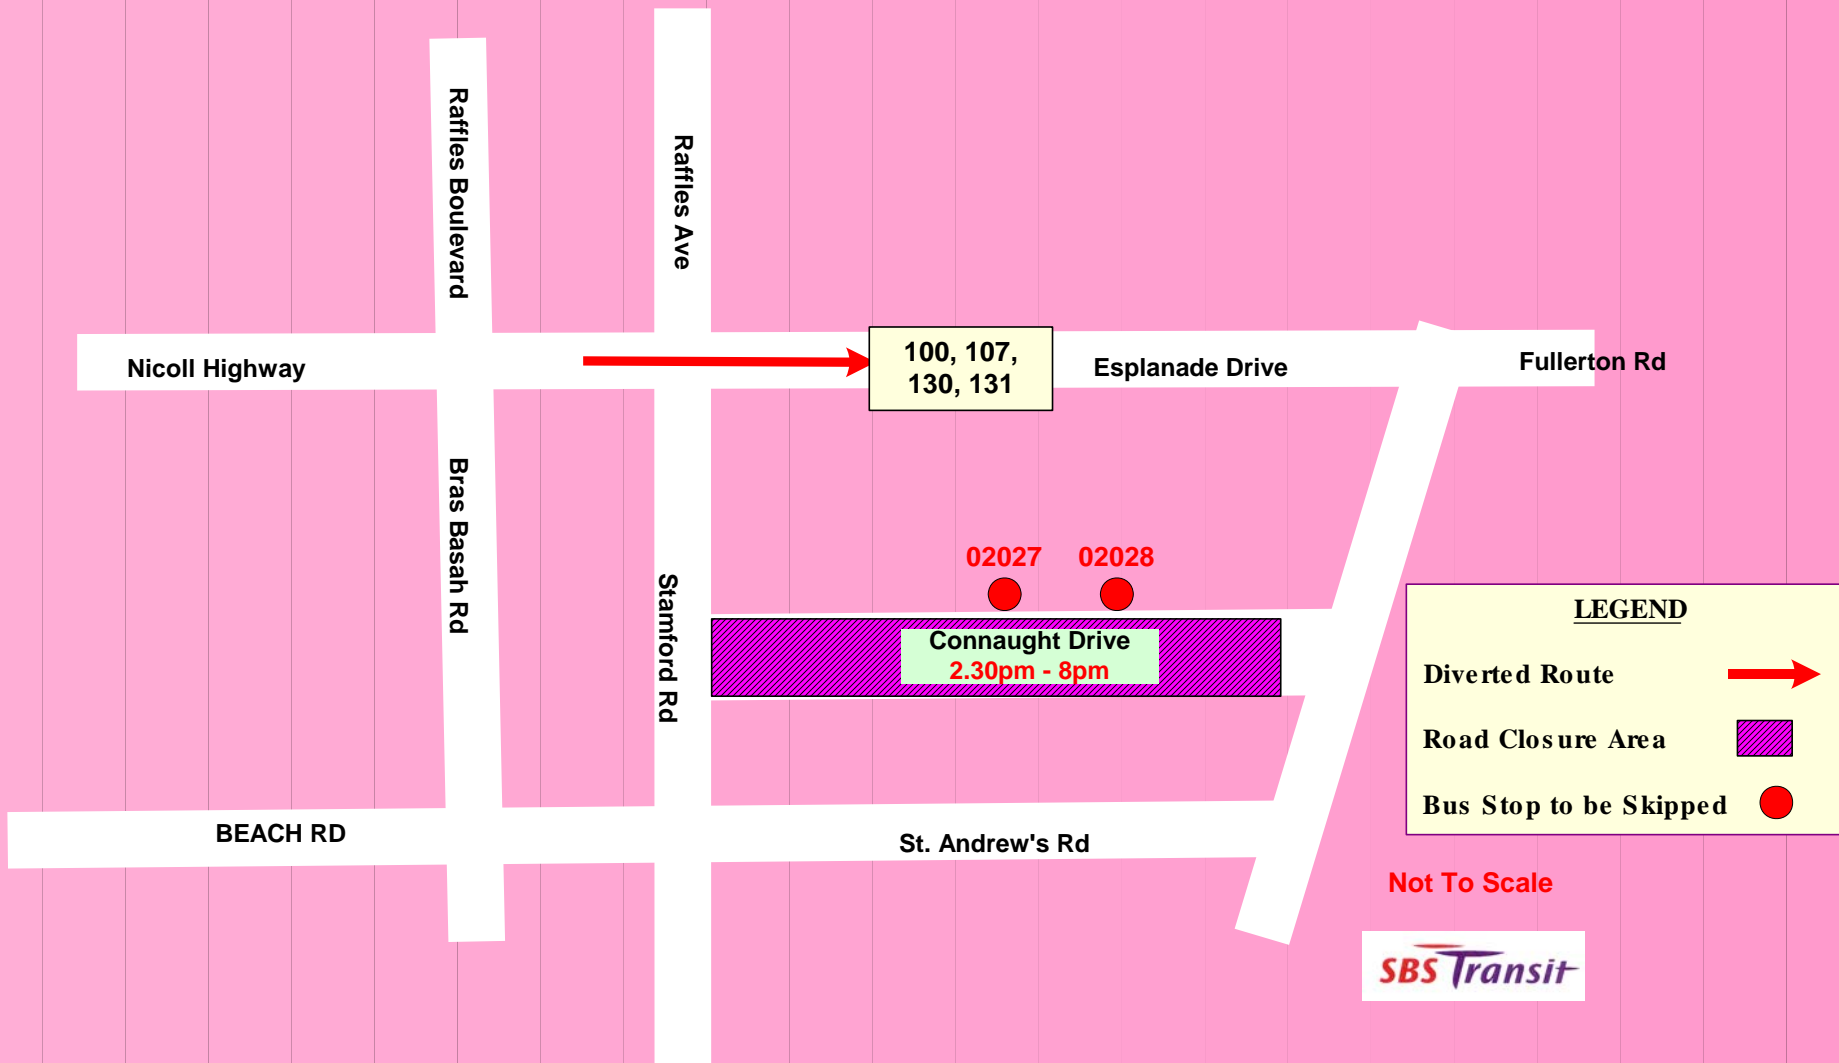 Raffles Boulevard
Raffles Ave
Nicoll Highway
100, 107,
130, 131
Esplanade Drive
Fullerton Rd
Bras Basah Rd
Stamford Rd
02027
02028
Connaught Drive
2.30pm - 8pm
BEACH RD
St. Andrew's Rd
LEGEND
Diverted Route
Road Closure Area
Bus Stop to be Skipped
Not To Scale
SBS Transit